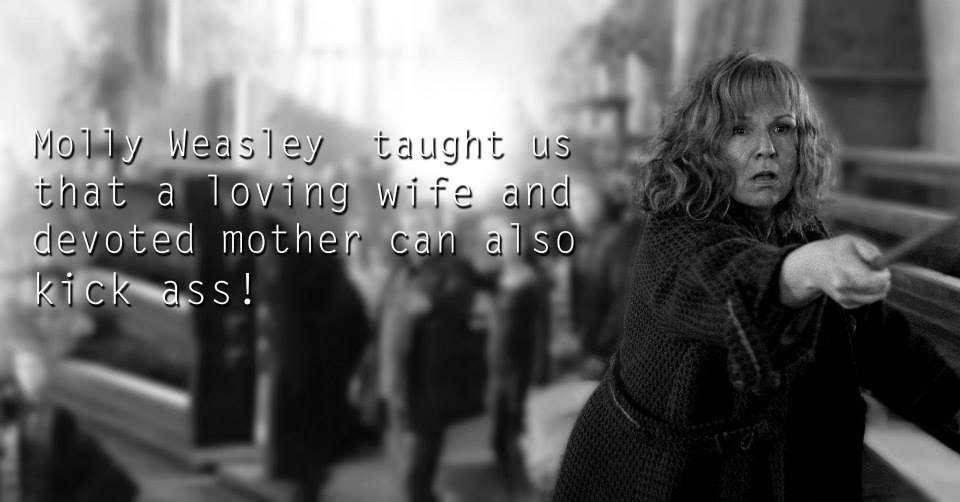 Molly Weasley taught us
that a loving wife and
devoted mother can also
kick ass!